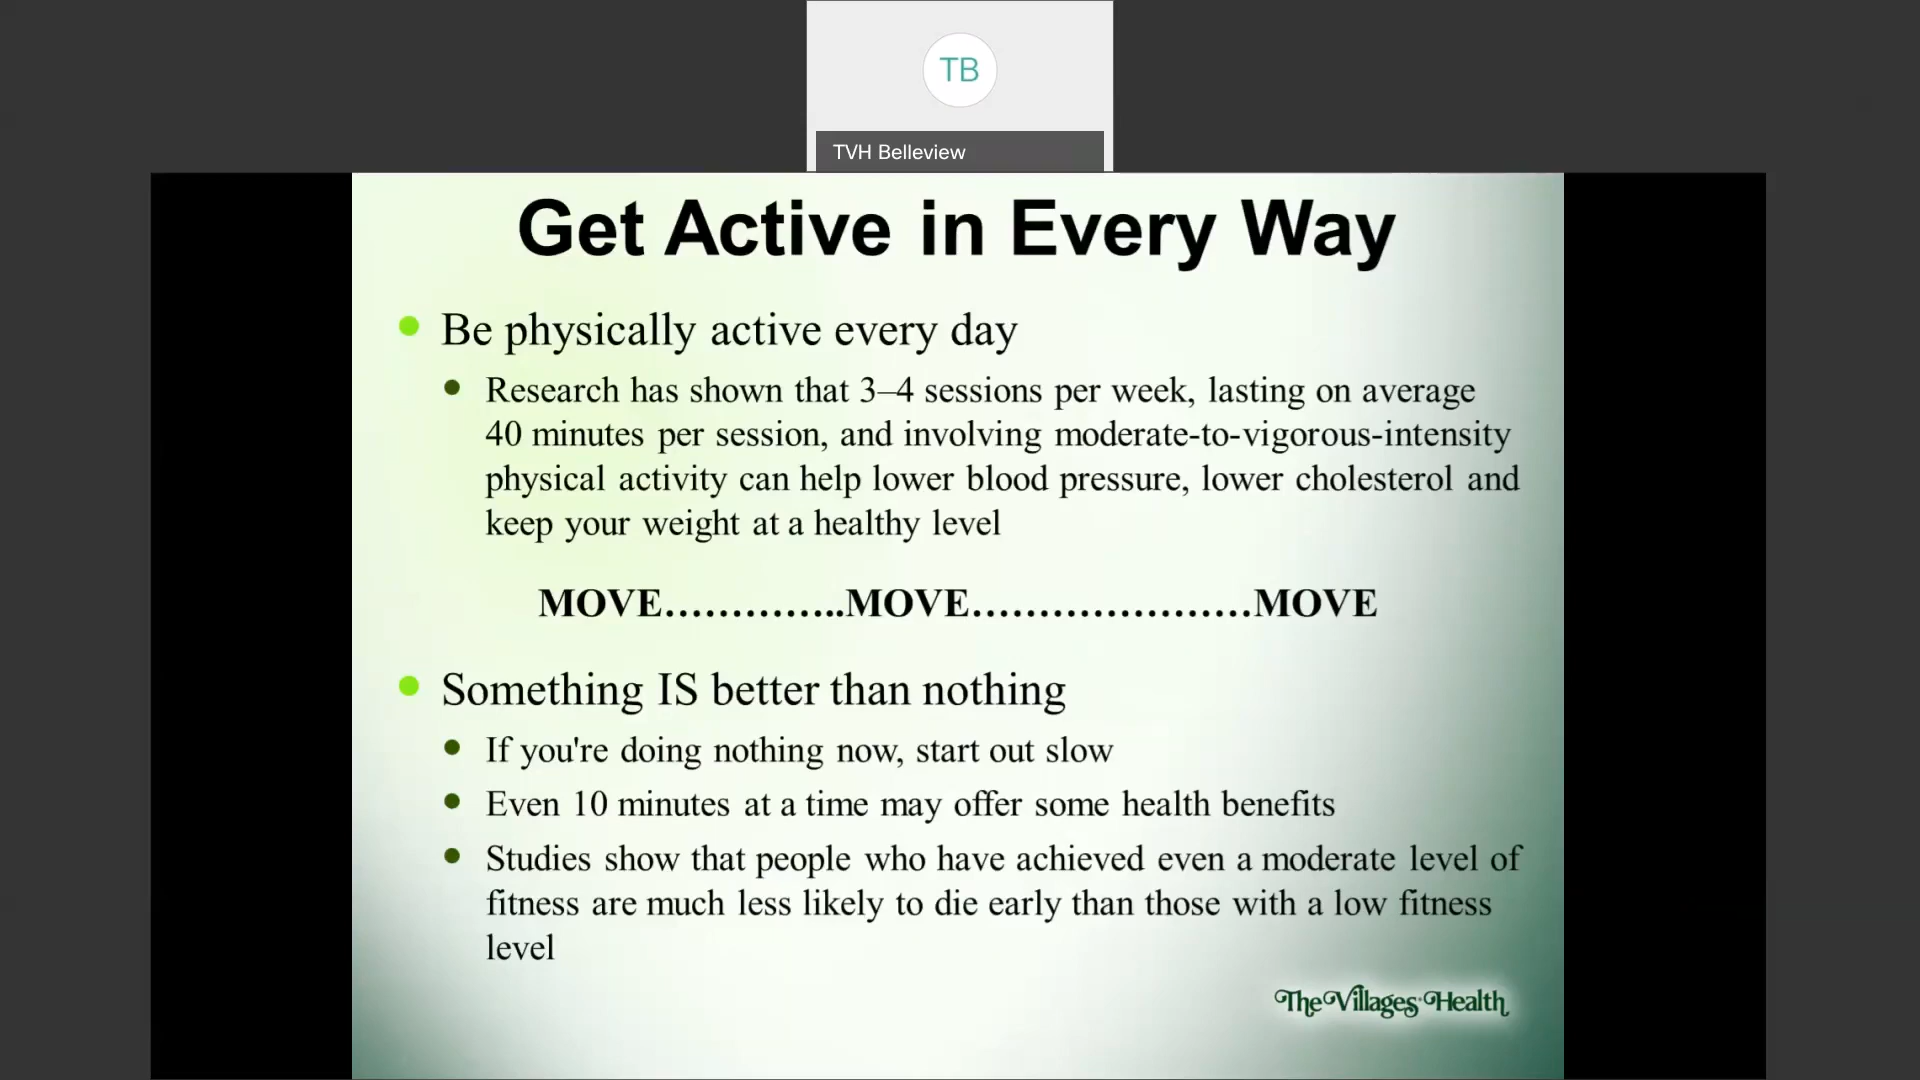 TB
TVH Belleview
Get Active in Every Way
Be physically active every day
Research has shown that 3–4 sessions per week, lasting on average
40 minutes per session, and involving moderate-to-vigorous-intensity
physical activity can help lower blood pressure, lower cholesterol and
keep your weight at a healthy level
MOVE…………..MOVE…………………MOVE
Something IS better than nothing
If you're doing nothing now, start out slow
Even 10 minutes at a time may offer some health benefits
Studies show that people who have achieved even a moderate level of
fitness are much less likely to die early than those with a low fitness
level
The Villages Health